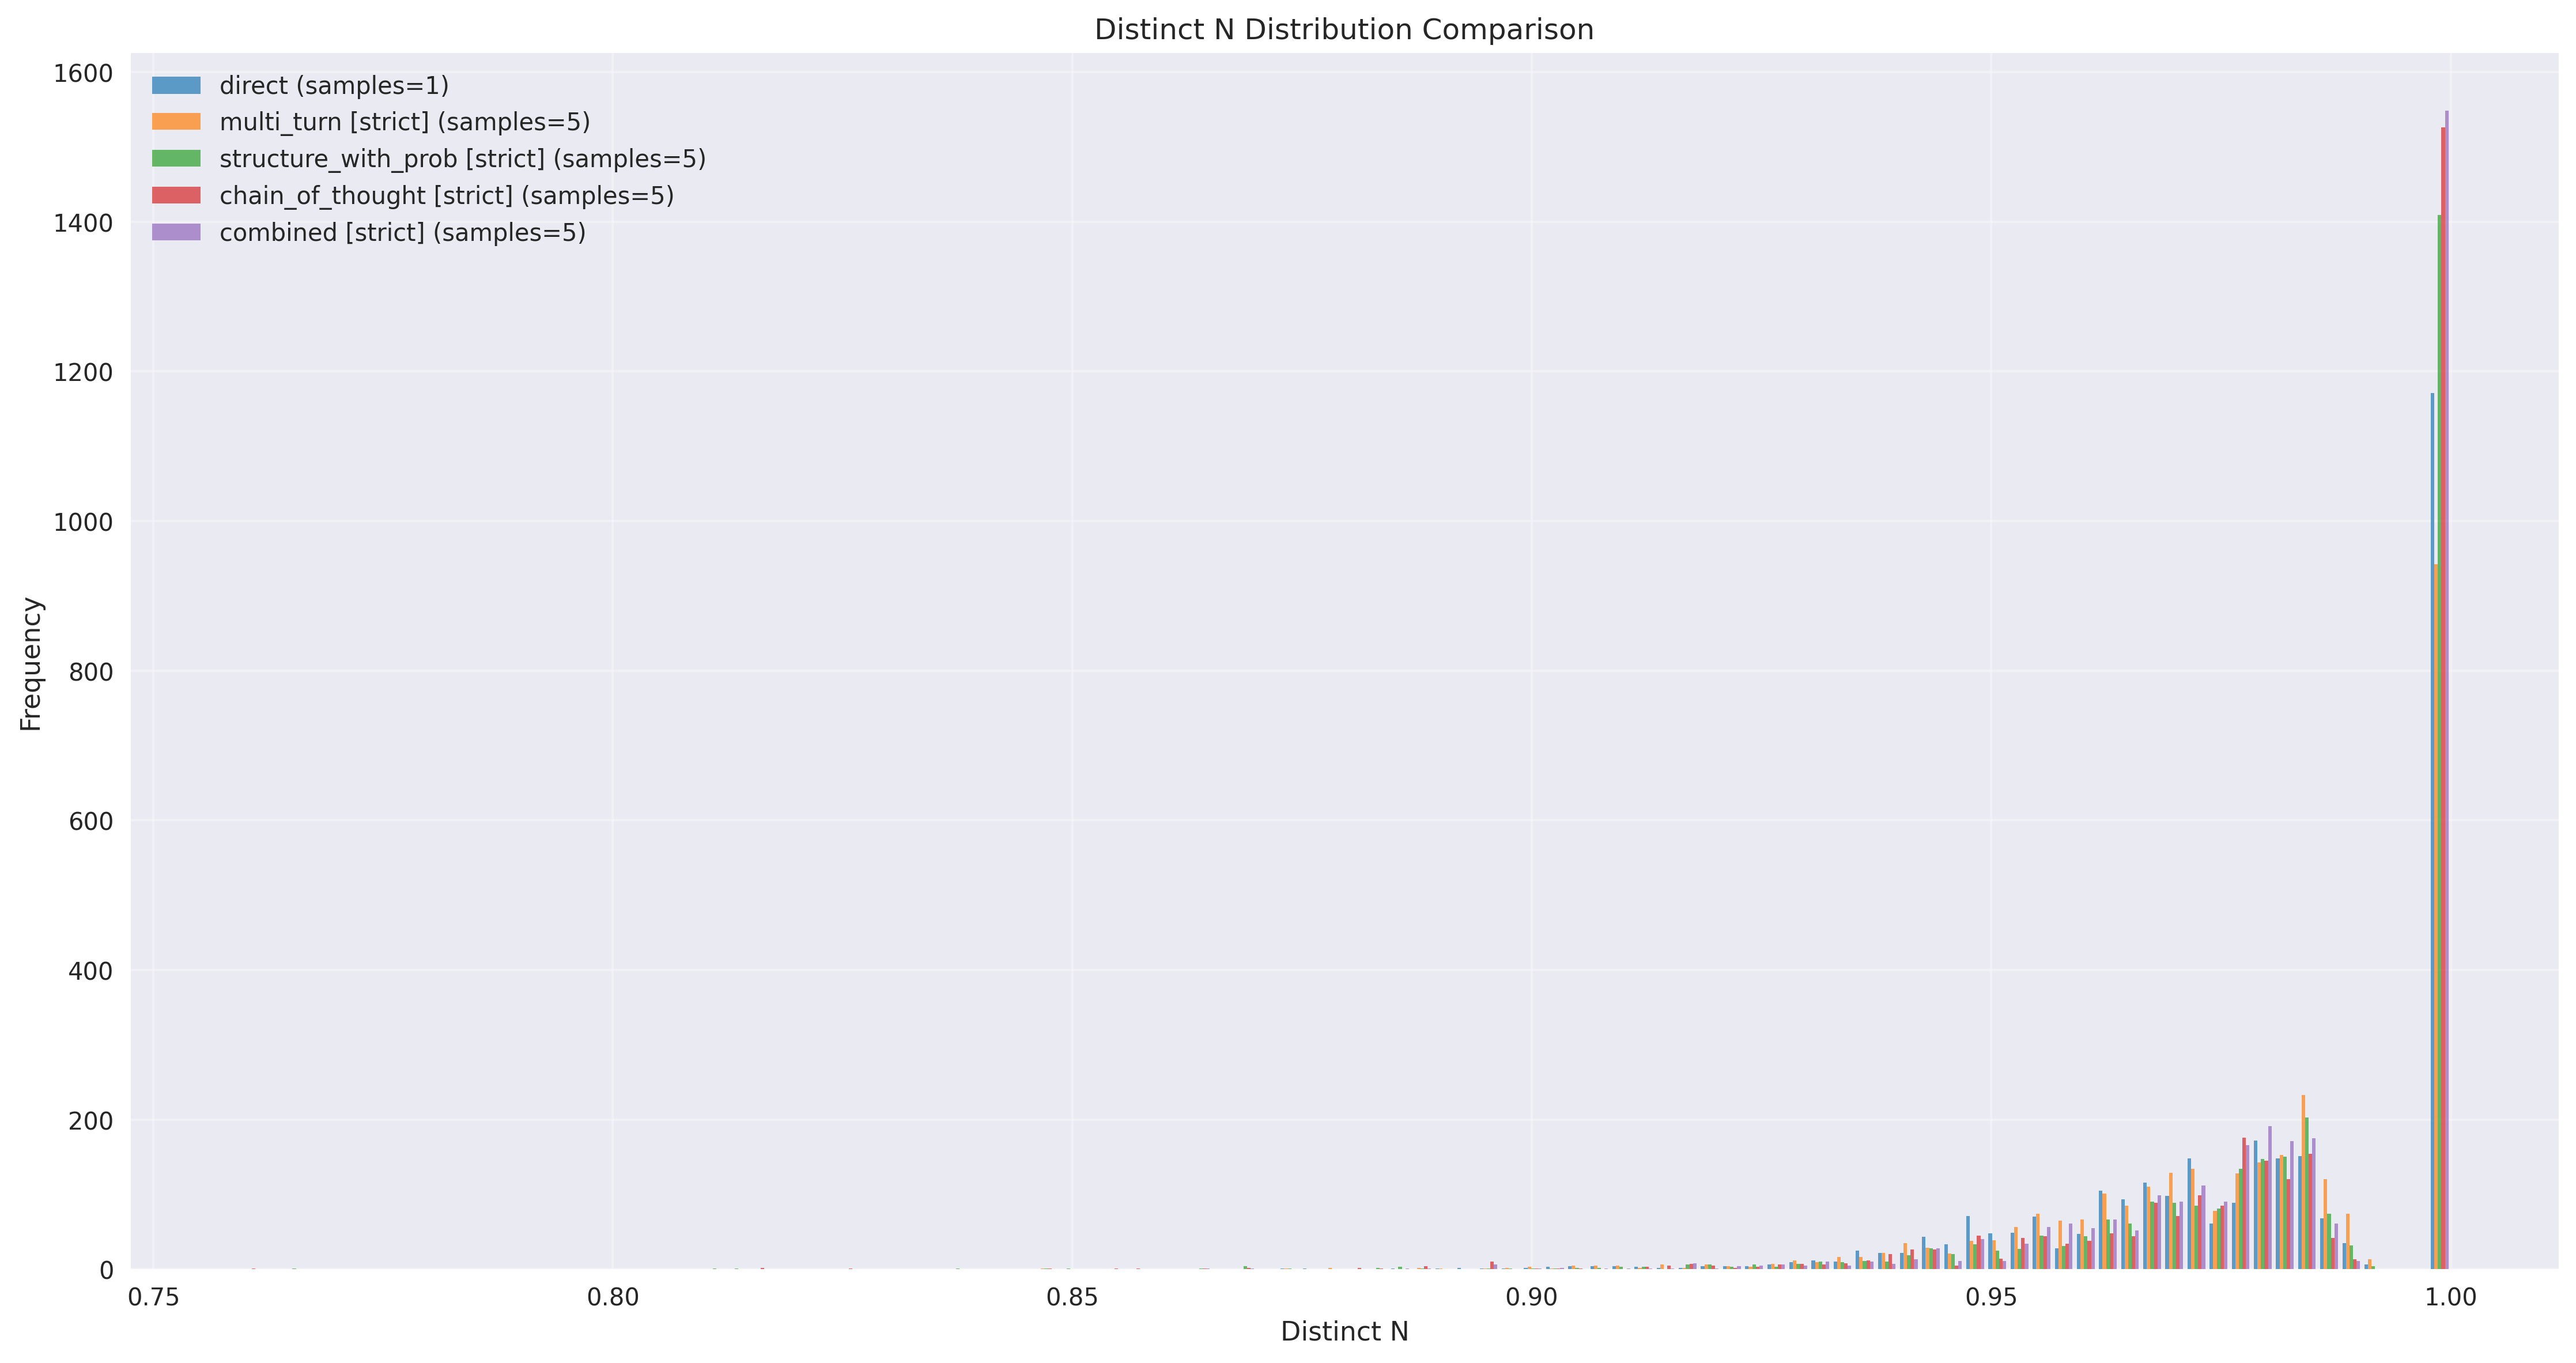 Distinct N Distribution Comparison
1600
1400
1200
1000
800
600
400
200
0
Frequency
direct (samples=1)
multi_turn [strict] (samples=5)
structure_with_prob [strict] (samples=5)
chain_of_thought [strict] (samples=5)
combined [strict] (samples=5)
0.75 0.80 0.85 0.90 0.95 1.00
Distinct N